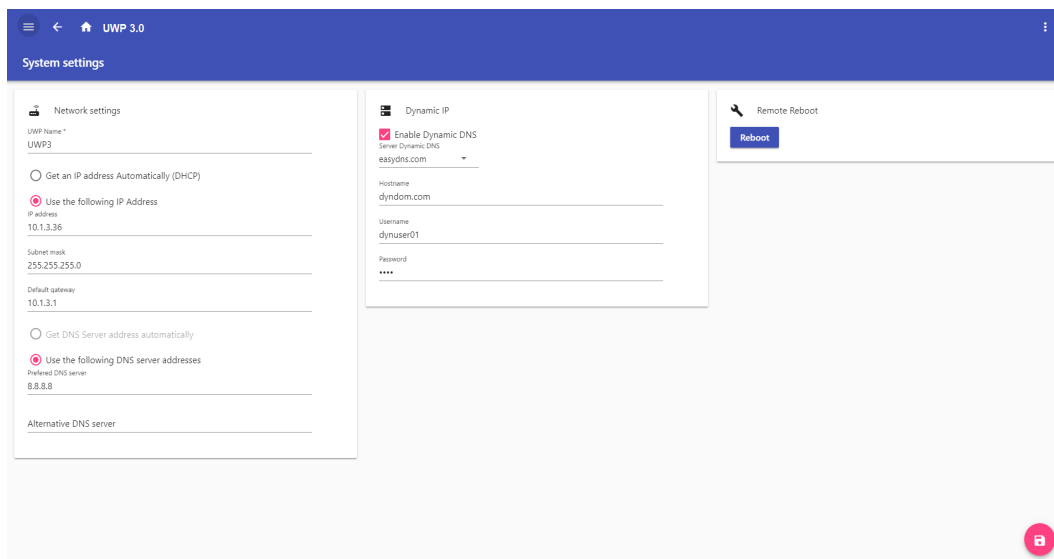 UWP 3.0
System settings
Network settings
UWP Name *
UWP3
Get an IP address Automatically (DHCP)
Use the following IP Address
IP address
10.1.3.36
Subnet mask
255.255.255.0
Default gateway
10.1.3.1
Get DNS Server address automatically
Use the following DNS server addresses
Prefered DNS server
8.8.8.8
Alternative DNS server
Dynamic IP
Enable Dynamic DNS
Server Dynamic DNS
easydns.com
Hostname
dyndom.com
Username
dynuser01
Password
••••
Remote Reboot
Reboot